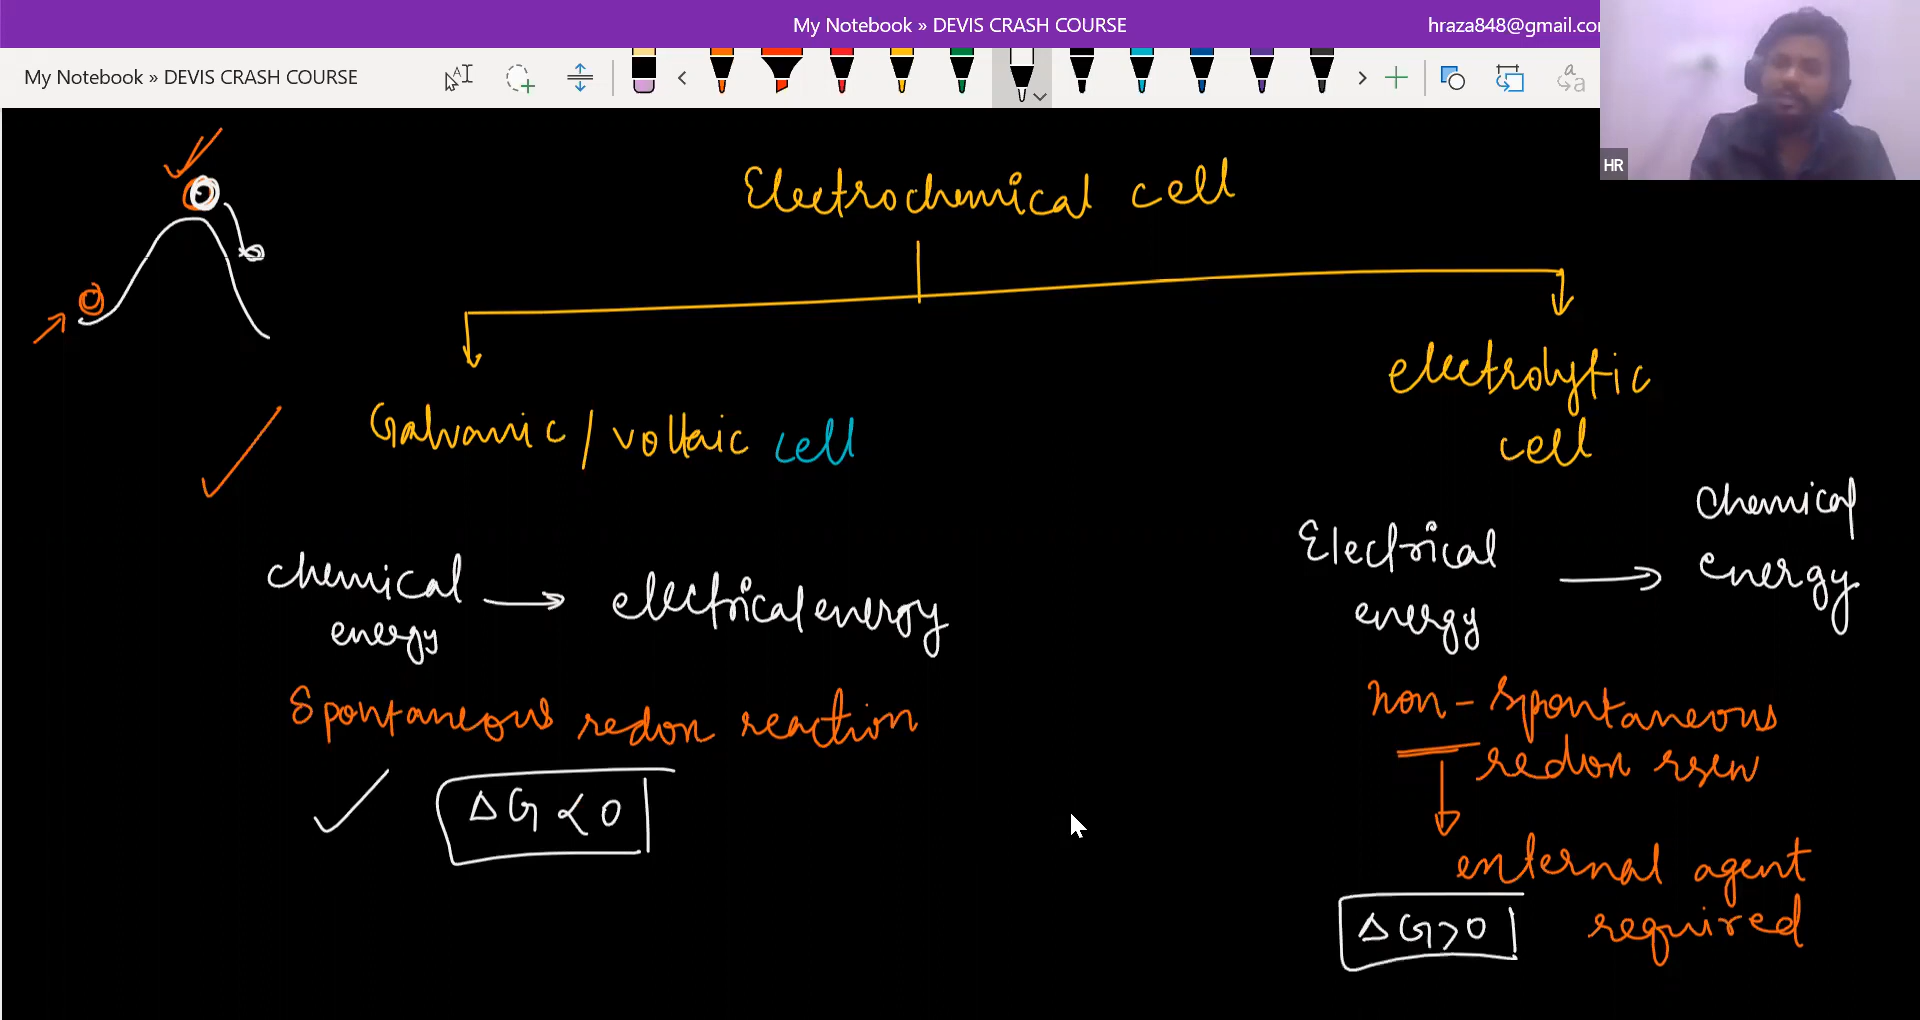 My Notebook » DEVIS CRASH COURSE
hraza848@gmail.co
My Notebook » DEVIS CRASH COURSE
HR
Electrochemical cell
Galvanic / voltaic cell
electrolytic
cell
chemical
energy → electrical energy
Spontaneous redox reaction
ΔG < 0
Electrical
energy → Chemical
energy
non-spontaneous
redox rxn
external agent
required
ΔG > 0